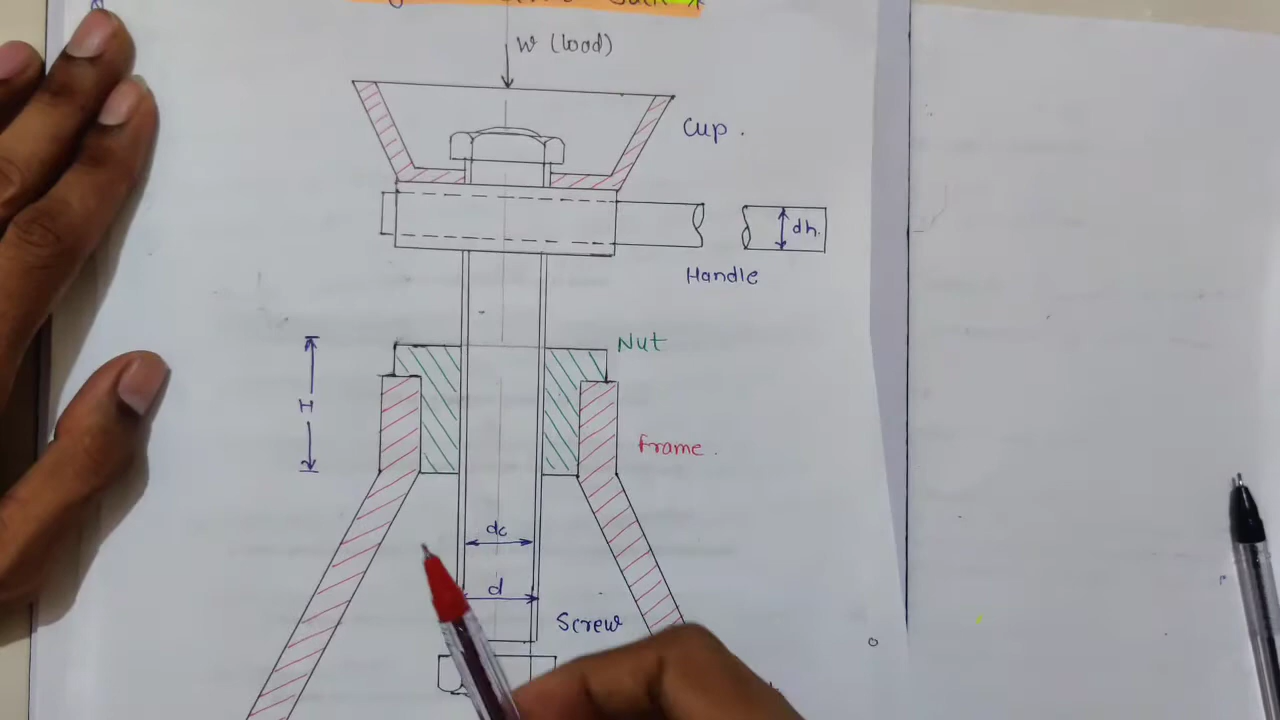 W (load)
Cup .
dh.
Handle
Nut
H
Frame .
dc
d
Screw